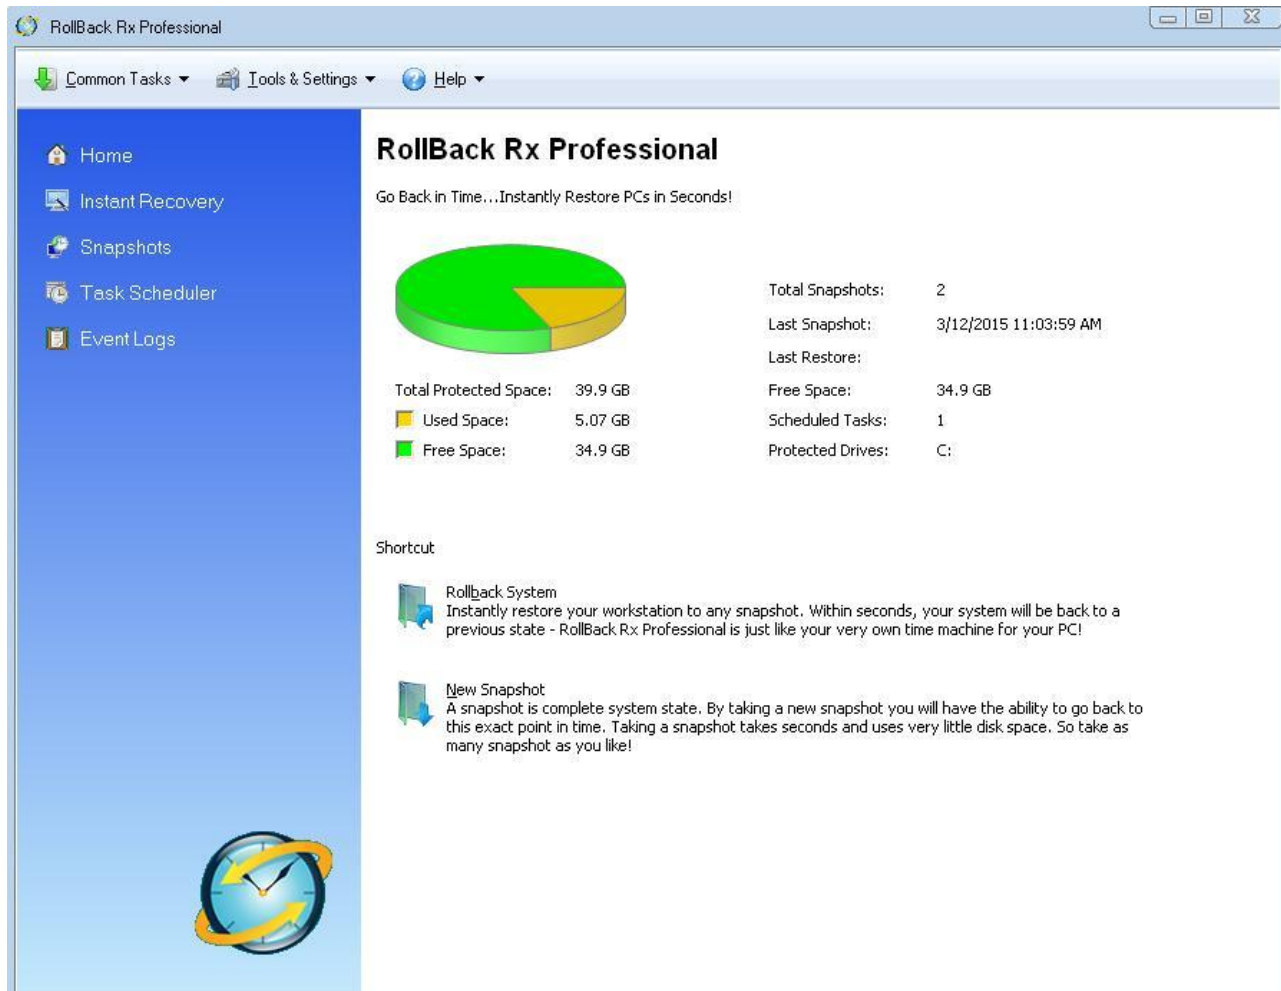 RollBack Rx Professional
Common Tasks
Tools & Settings
Help
Home
Instant Recovery
Snapshots
Task Scheduler
Event Logs
RollBack Rx Professional
Go Back in Time...Instantly Restore PCs in Seconds!
Total Protected Space: 39.9 GB
Used Space: 5.07 GB
Free Space: 34.9 GB
Total Snapshots: 2
Last Snapshot: 3/12/2015 11:03:59 AM
Last Restore:
Free Space: 34.9 GB
Scheduled Tasks: 1
Protected Drives: C:
Shortcut
Rollback System
Instantly restore your workstation to any snapshot. Within seconds, your system will be back to a
previous state - RollBack Rx Professional is just like your very own time machine for your PC!
New Snapshot
A snapshot is complete system state. By taking a new snapshot you will have the ability to go back to
this exact point in time. Taking a snapshot takes seconds and uses very little disk space. So take as
many snapshot as you like!